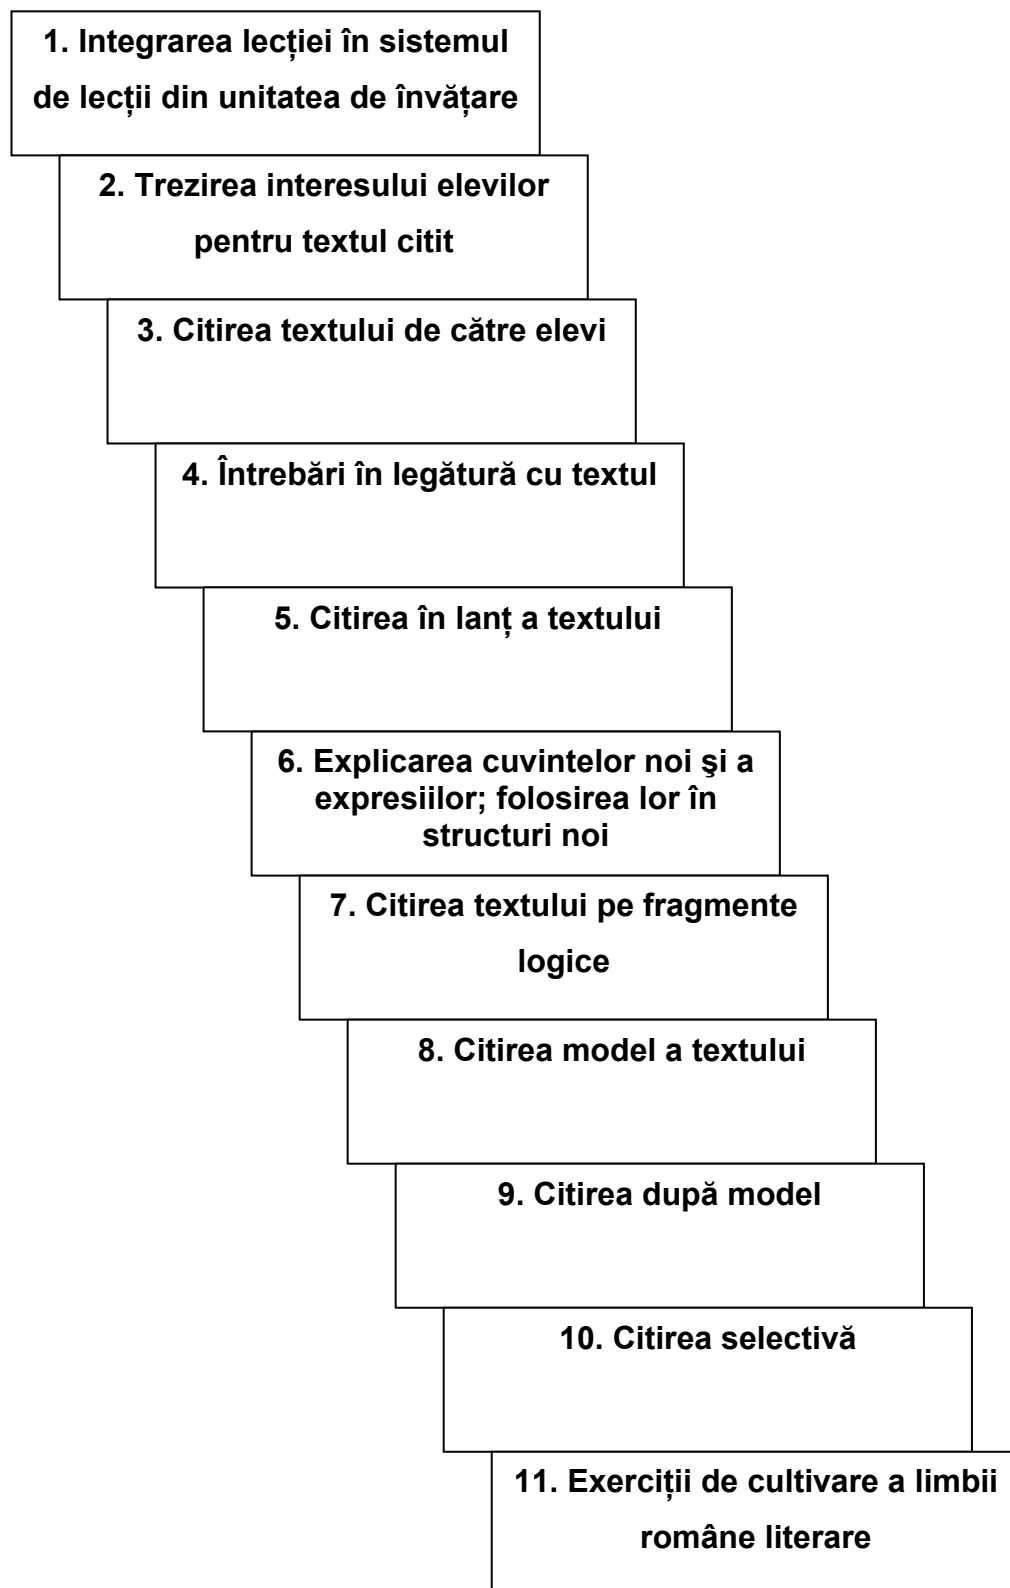 1. Integrarea lecției în sistemul
de lecții din unitatea de învățare
2. Trezirea interesului elevilor
pentru textul citit
3. Citirea textului de către elevi
4. Întrebări în legătură cu textul
5. Citirea în lanț a textului
6. Explicarea cuvintelor noi şi a
expresiilor; folosirea lor în
structuri noi
7. Citirea textului pe fragmente
logice
8. Citirea model a textului
9. Citirea după model
10. Citirea selectivă
11. Exerciții de cultivare a limbii
române literare